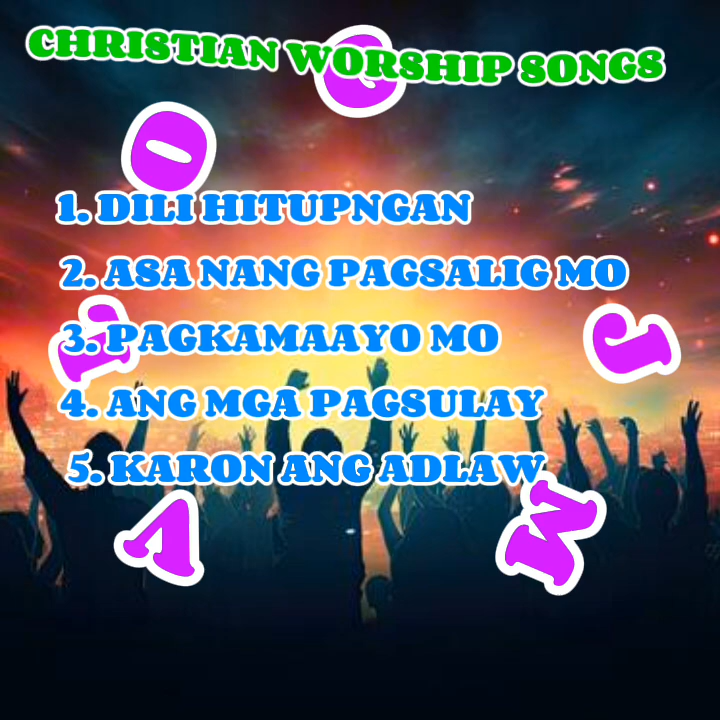 CHRISTIAN WORSHIP SONGS
1. DILI HITUPNGAN
2. ASA NANG PAGSALIG MO
3. PAGKAMAAYO MO
4. ANG MGA PAGSULAY
5. KARON ANG ADLAW
O
J
V
M